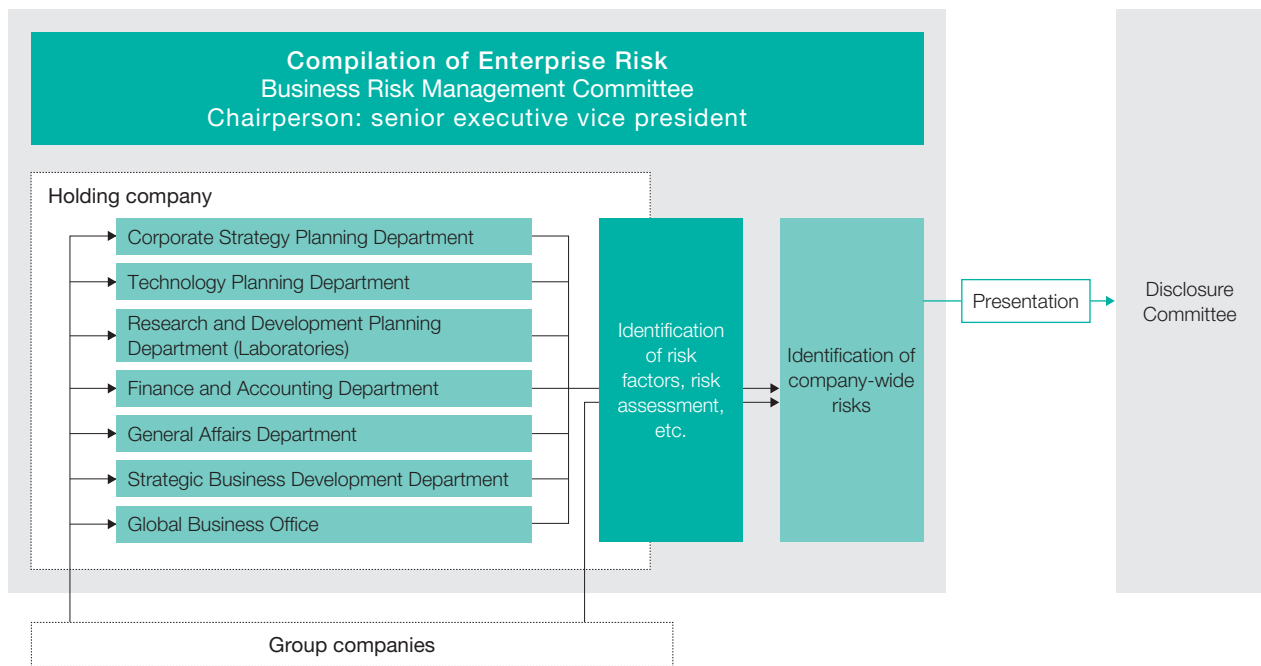 Compilation of Enterprise Risk
Business Risk Management Committee
Chairperson: senior executive vice president
Holding company
Corporate Strategy Planning Department
Technology Planning Department
Research and Development Planning
Department (Laboratories)
Finance and Accounting Department
General Affairs Department
Strategic Business Development Department
Global Business Office
Identification
of risk
factors, risk
assessment,
etc.
Identification of
company-wide
risks
Presentation
Disclosure
Committee
Group companies